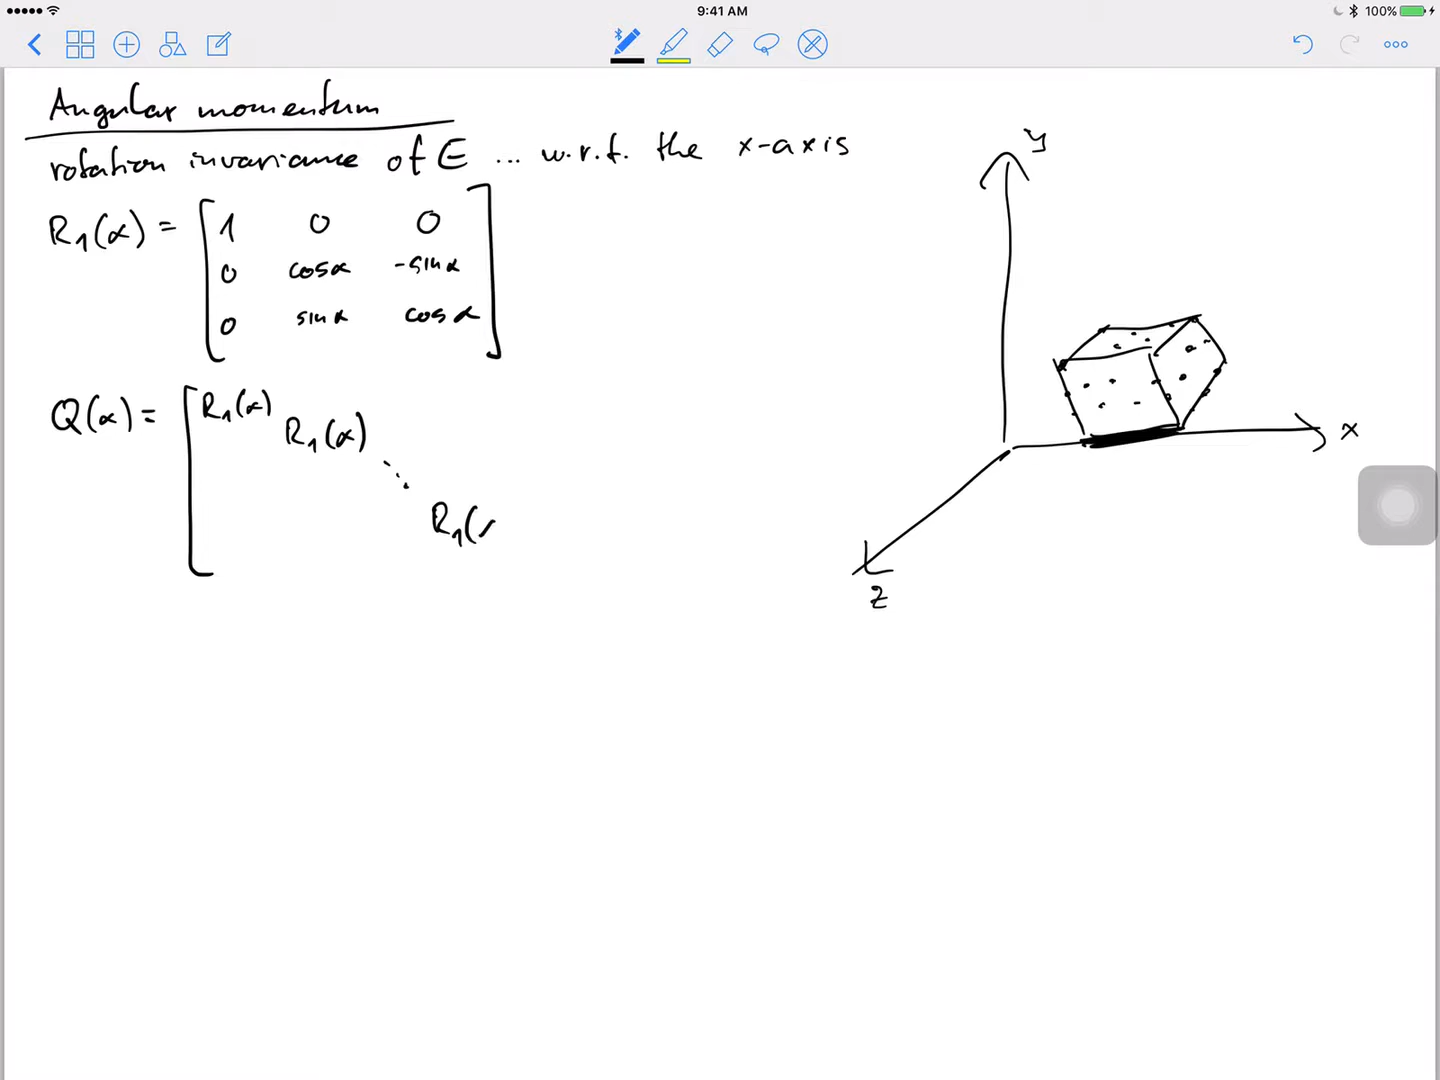 9:41 AM
100%
Angular momentum
rotation invariance of E ... w.r.t. the x-axis
R₁(α) = [ 1 0 0
0 cosα -sinα
0 sinα cosα ]
Q(α) = [ R₁(α)
R₁(α)
⋱
R₁(
y
x
z